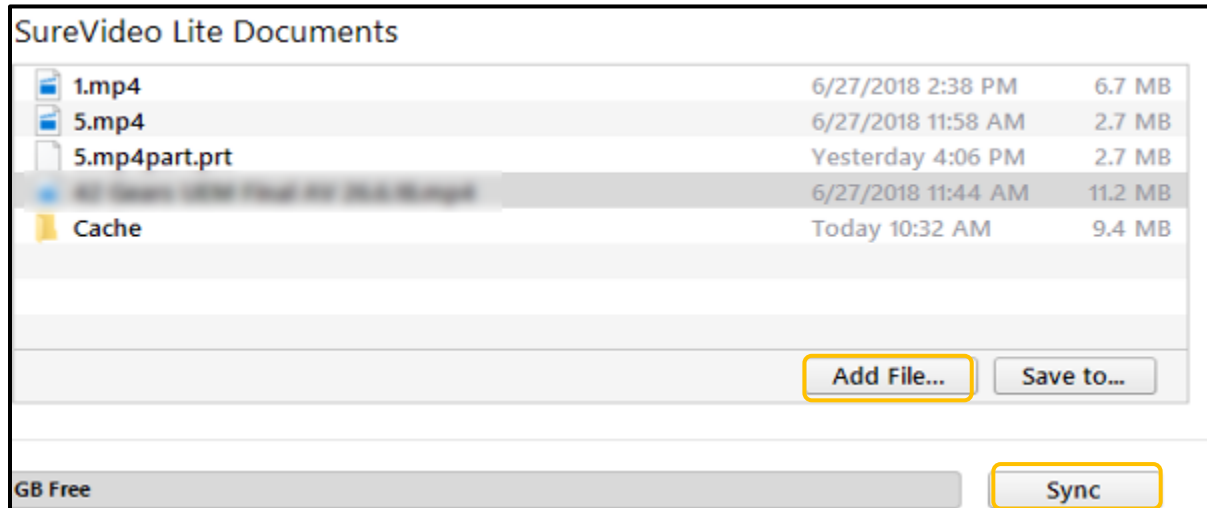 SureVideo Lite Documents
1.mp4 6/27/2018 2:38 PM 6.7 MB
5.mp4 6/27/2018 11:58 AM 2.7 MB
5.mp4part.prt Yesterday 4:06 PM 2.7 MB
6/27/2018 11:44 AM 11.2 MB
Cache Today 10:32 AM 9.4 MB
Add File... Save to...
GB Free Sync